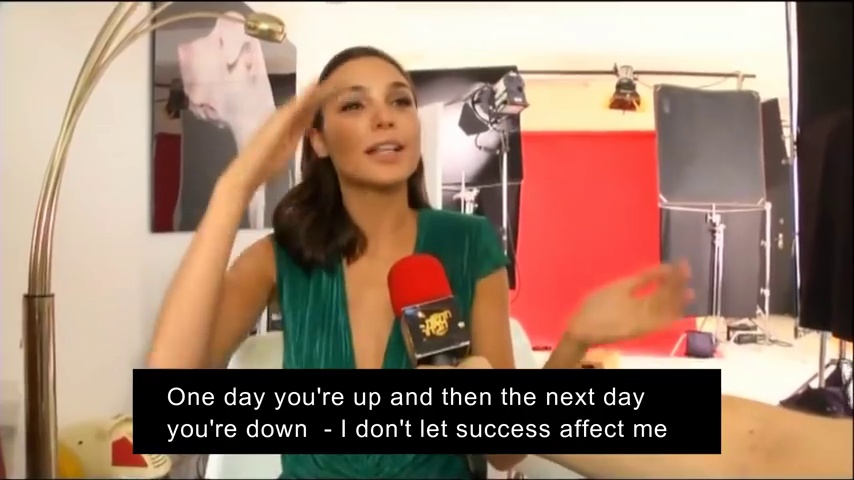 One day you're up and then the next day
you're down - I don't let success affect me